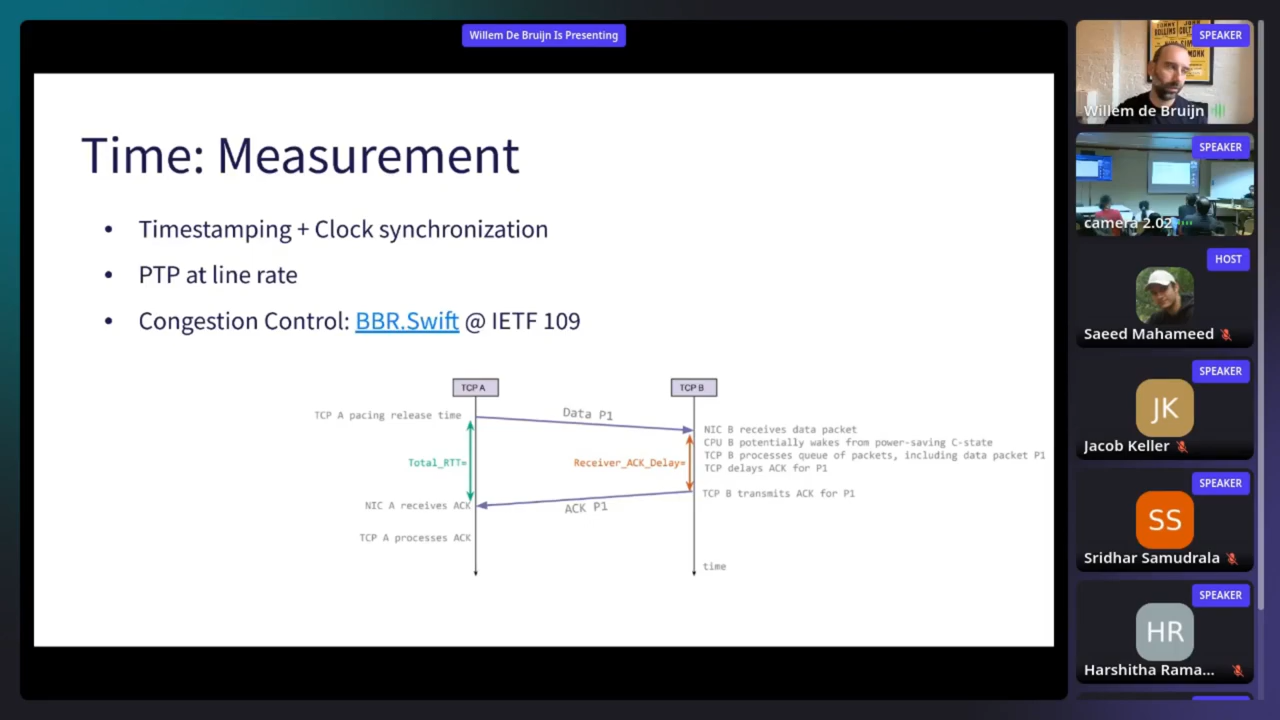 Willem De Bruijn Is Presenting
Time: Measurement
• Timestamping + Clock synchronization
• PTP at line rate
• Congestion Control: BBR.Swift @ IETF 109
TCP A
TCP B
TCP A pacing release time
Data P1
NIC B receives data packet
CPU B potentially wakes from power-saving C-state
TCP B processes queue of packets, including data packet P1
TCP delays ACK for P1
Total_RTT=
Receiver_ACK_Delay=
TCP B transmits ACK for P1
NIC A receives ACK
ACK P1
TCP A processes ACK
time
SPEAKER
Willem de Bruijn
SPEAKER
camera 2.02
HOST
Saeed Mahameed
SPEAKER
JK
Jacob Keller
SPEAKER
SS
Sridhar Samudrala
SPEAKER
HR
Harshitha Rama...